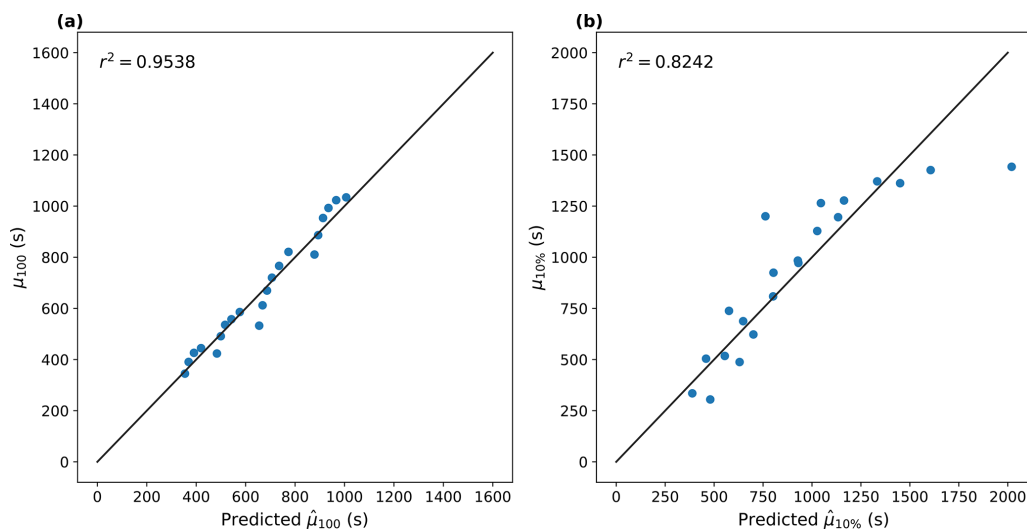 (a)
r² = 0.9538
1600
1400
1200
1000
800
600
400
200
0
μ₁₀₀ (s)
0 200 400 600 800 1000 1200 1400 1600
Predicted μ̂₁₀₀ (s)
(b)
r² = 0.8242
2000
1750
1500
1250
1000
750
500
250
0
μ₁₀% (s)
0 250 500 750 1000 1250 1500 1750 2000
Predicted μ̂₁₀% (s)